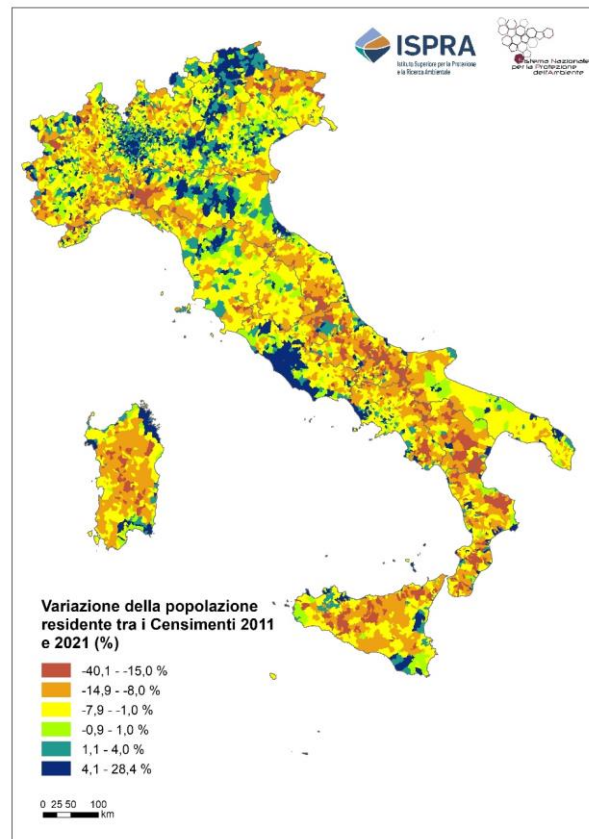 ISPRA
Istituto Superiore per la Protezione
e la Ricerca Ambientale
Sistema Nazionale
per la Protezione
dell'Ambiente
Variazione della popolazione
residente tra i Censimenti 2011
e 2021 (%)
-40,1 - -15,0 %
-14,9 - -8,0 %
-7,9 - -1,0 %
-0,9 - 1,0 %
1,1 - 4,0 %
4,1 - 28,4 %
0 25 50 100
km